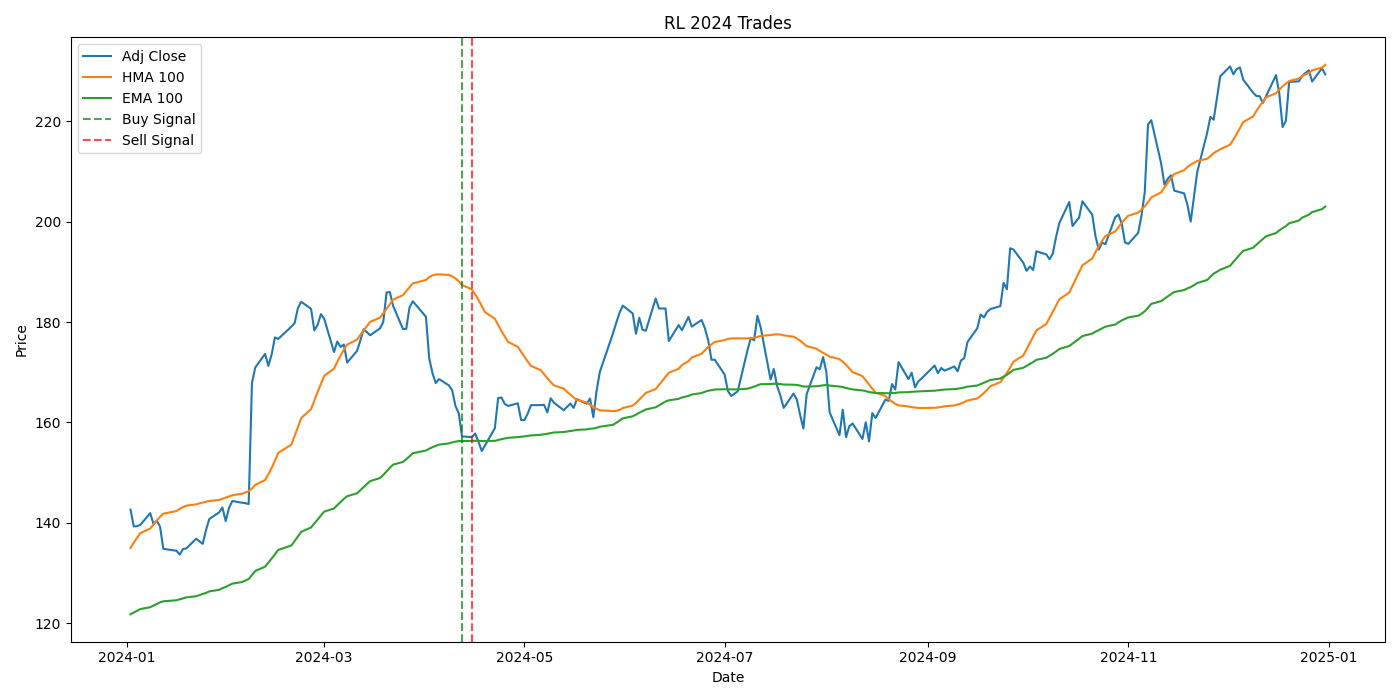 RL 2024 Trades
Adj Close
HMA 100
EMA 100
Buy Signal
Sell Signal
Price
220
200
180
160
140
120
2024-01
2024-03
2024-05
2024-07
2024-09
2024-11
2025-01
Date